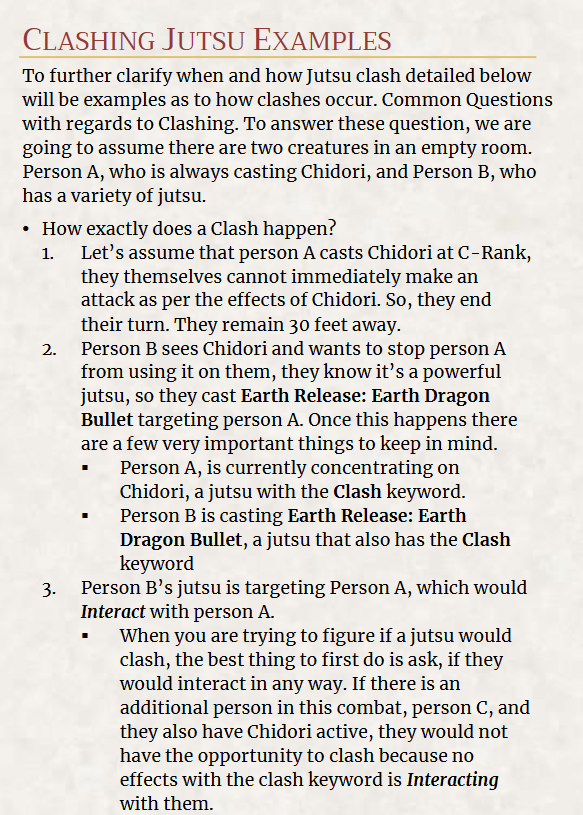 Clashing Jutsu Examples
To further clarify when and how Jutsu clash detailed below
will be examples as to how clashes occur. Common Questions
with regards to Clashing. To answer these question, we are
going to assume there are two creatures in an empty room.
Person A, who is always casting Chidori, and Person B, who
has a variety of jutsu.
• How exactly does a Clash happen?
1. Let’s assume that person A casts Chidori at C-Rank,
they themselves cannot immediately make an
attack as per the effects of Chidori. So, they end
their turn. They remain 30 feet away.
2. Person B sees Chidori and wants to stop person A
from using it on them, they know it’s a powerful
jutsu, so they cast Earth Release: Earth Dragon
Bullet targeting person A. Once this happens there
are a few very important things to keep in mind.
▪ Person A, is currently concentrating on
Chidori, a jutsu with the Clash keyword.
▪ Person B is casting Earth Release: Earth
Dragon Bullet, a jutsu that also has the Clash
keyword
3. Person B’s jutsu is targeting Person A, which would
Interact with person A.
▪ When you are trying to figure if a jutsu would
clash, the best thing to first do is ask, if they
would interact in any way. If there is an
additional person in this combat, person C, and
they also have Chidori active, they would not
have the opportunity to clash because no
effects with the clash keyword is Interacting
with them.